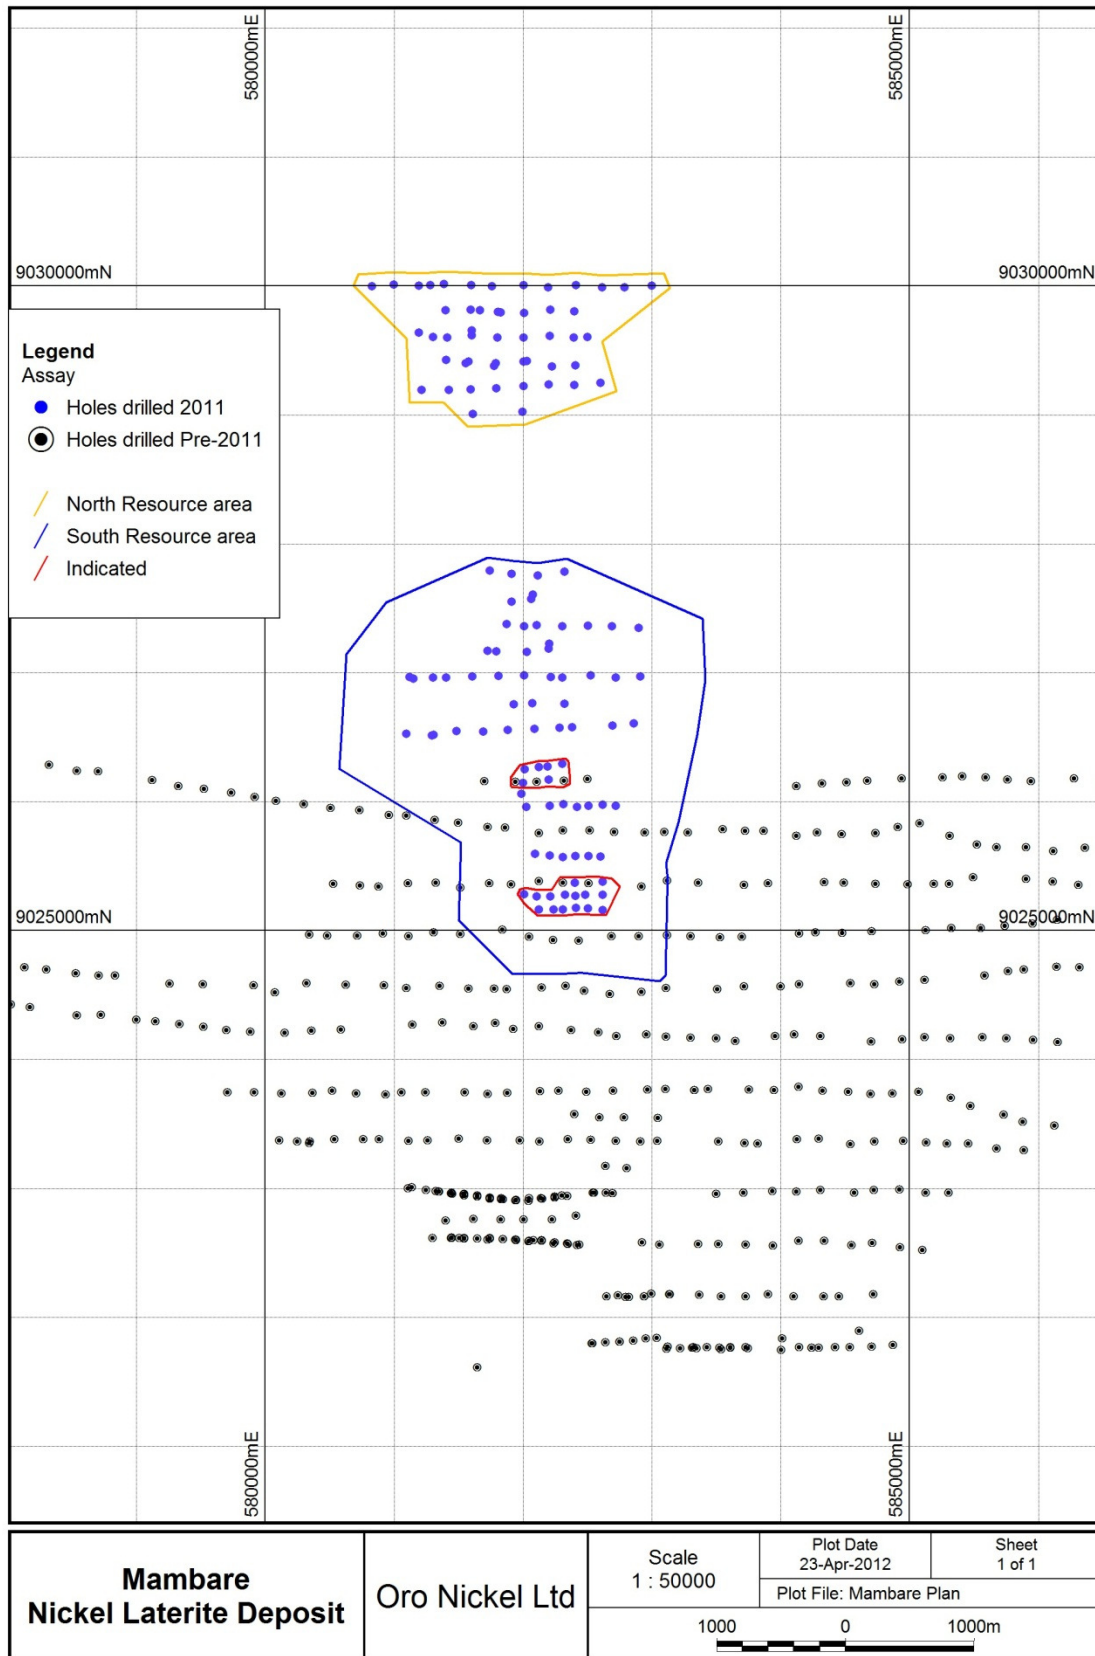 580000mE
585000mE
9030000mN
9030000mN
Legend
Assay
Holes drilled 2011
Holes drilled Pre-2011
North Resource area
South Resource area
Indicated
9025000mN
9025000mN
580000mE
585000mE
Mambare
Nickel Laterite Deposit
Oro Nickel Ltd
Scale
1 : 50000
Plot Date
23-Apr-2012
Sheet
1 of 1
Plot File: Mambare Plan
1000 0 1000m